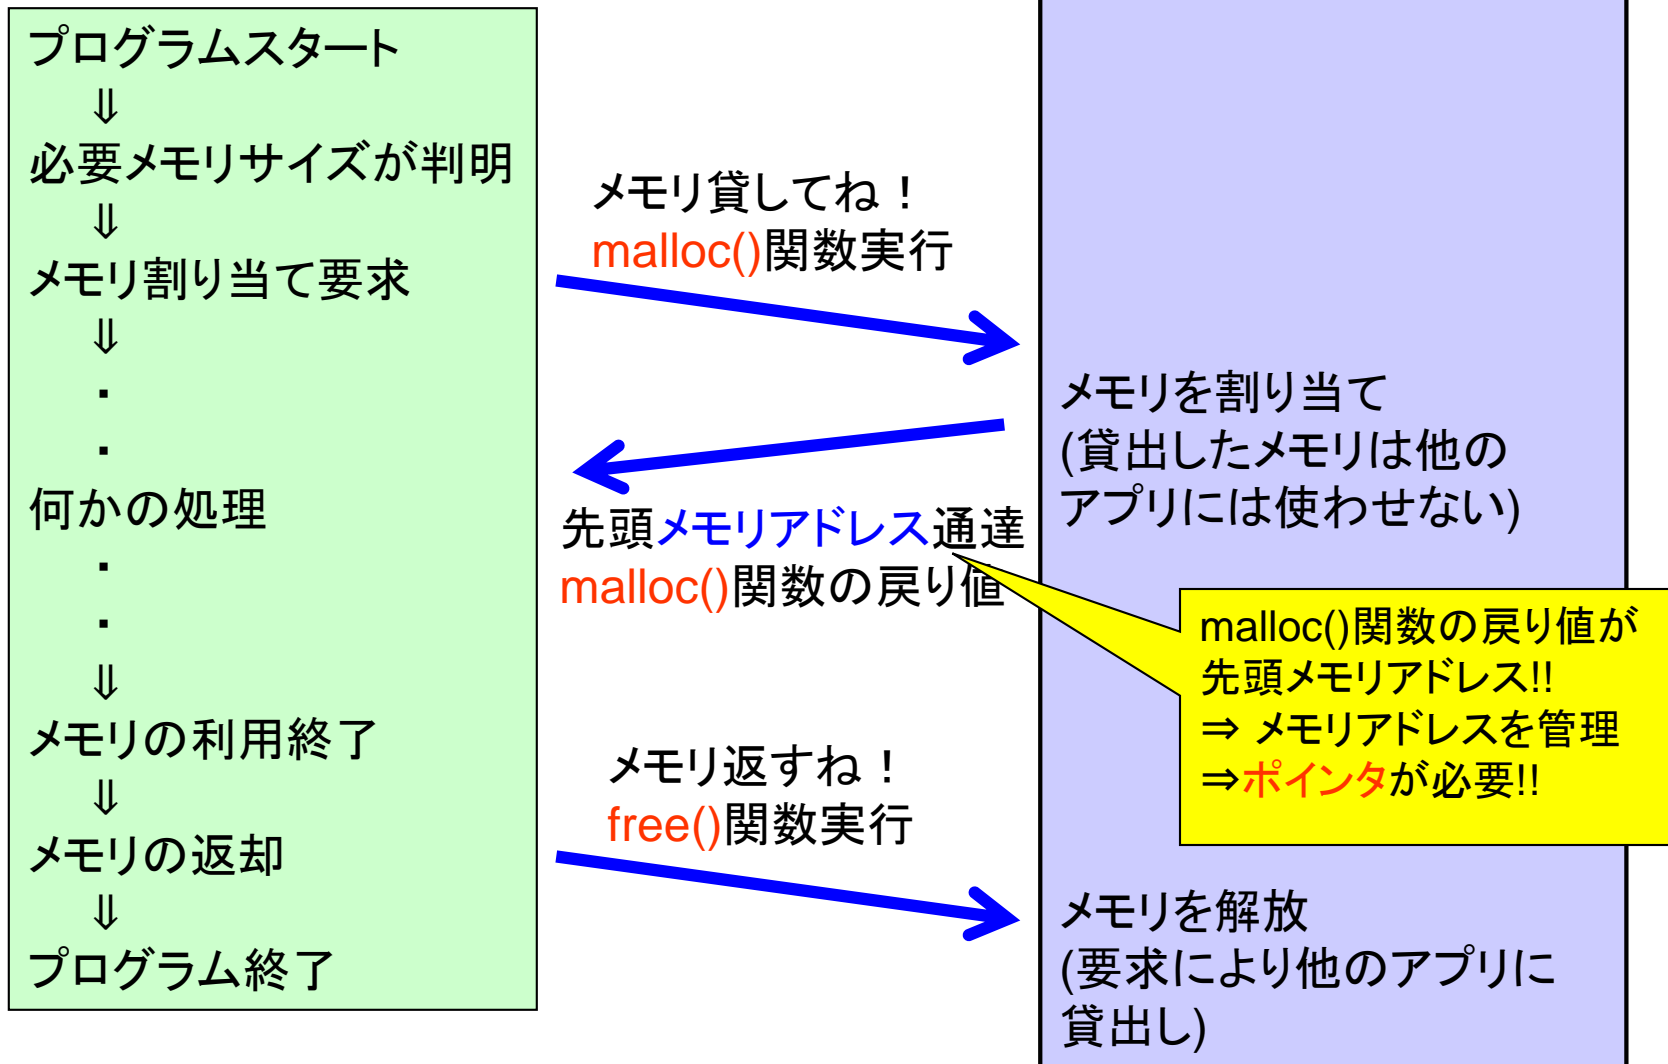 プログラムスタート
⇓
必要メモリサイズが判明
⇓
メモリ割り当て要求
⇓
・
・
何かの処理
・
・
⇓
メモリの利用終了
⇓
メモリの返却
⇓
プログラム終了
メモリ貸してね！
malloc()関数実行
先頭メモリアドレス通達
malloc()関数の戻り値
メモリ返すね！
free()関数実行
メモリを割り当て
(貸出したメモリは他の
アプリには使わせない)
malloc()関数の戻り値が
先頭メモリアドレス!!
⇒ メモリアドレスを管理
⇒ポインタが必要!!
メモリを解放
(要求により他のアプリに
貸出し)